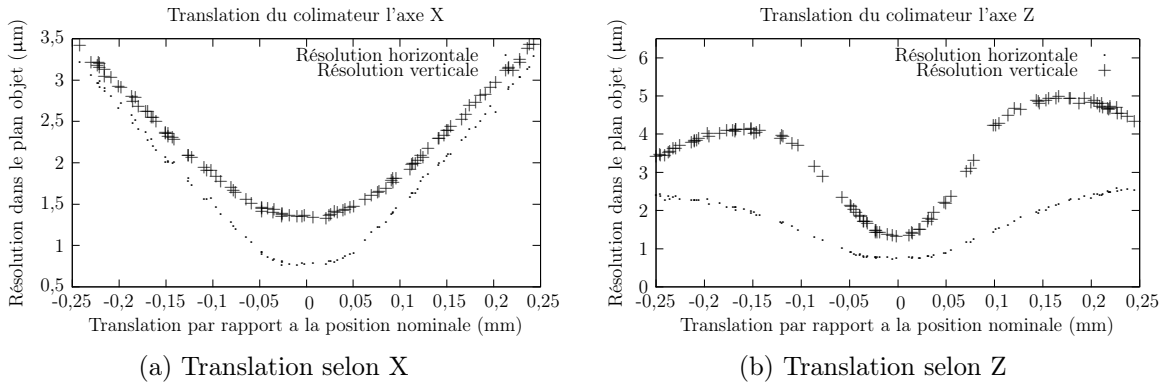 Translation du colimateur l'axe X
Résolution dans le plan objet (µm)
3,5
3
2,5
2
1,5
1
0,5
Résolution horizontale
Résolution verticale
-0,25 -0,2 -0,15 -0,1 -0,05 0 0,05 0,1 0,15 0,2 0,25
Translation par rapport a la position nominale (mm)
(a) Translation selon X
Translation du colimateur l'axe Z
Résolution dans le plan objet (µm)
6
5
4
3
2
1
0
Résolution horizontale
Résolution verticale
-0,25 -0,2 -0,15 -0,1 -0,05 0 0,05 0,1 0,15 0,2 0,25
Translation par rapport a la position nominale (mm)
(b) Translation selon Z